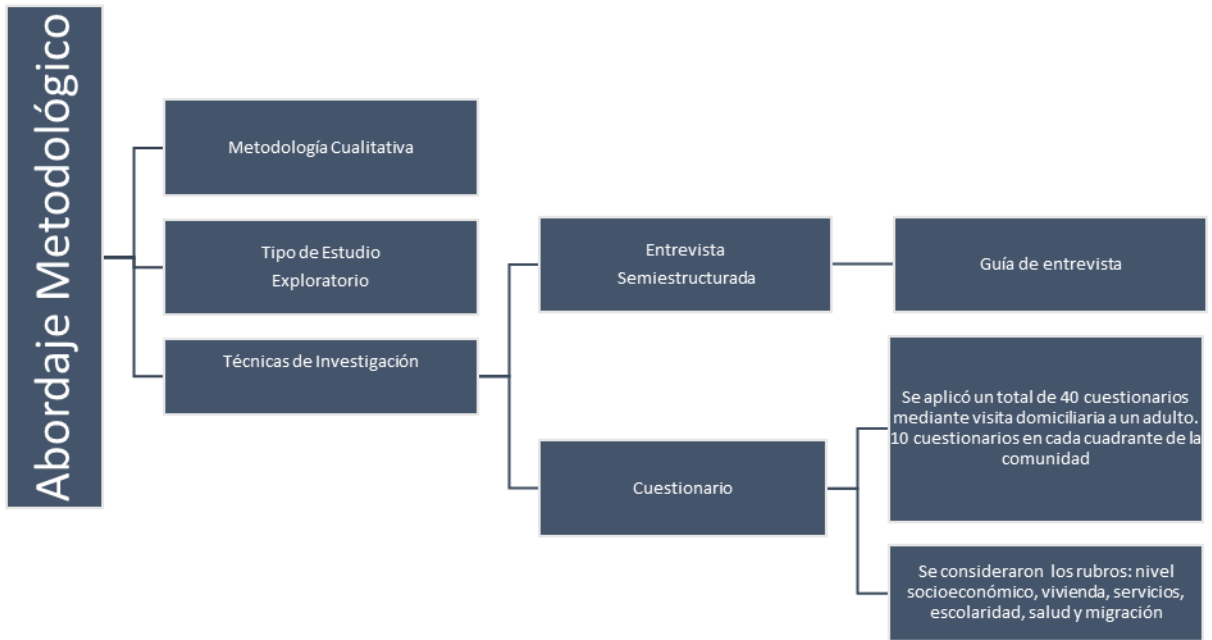 Abordaje Metodológico
Metodología Cualitativa
Tipo de Estudio
Exploratorio
Técnicas de Investigación
Entrevista
Semiestructurada
Guía de entrevista
Cuestionario
Se aplicó un total de 40 cuestionarios
mediante visita domiciliaria a un adulto.
10 cuestionarios en cada cuadrante de la
comunidad
Se consideraron los rubros: nivel
socioeconómico, vivienda, servicios,
escolaridad, salud y migración